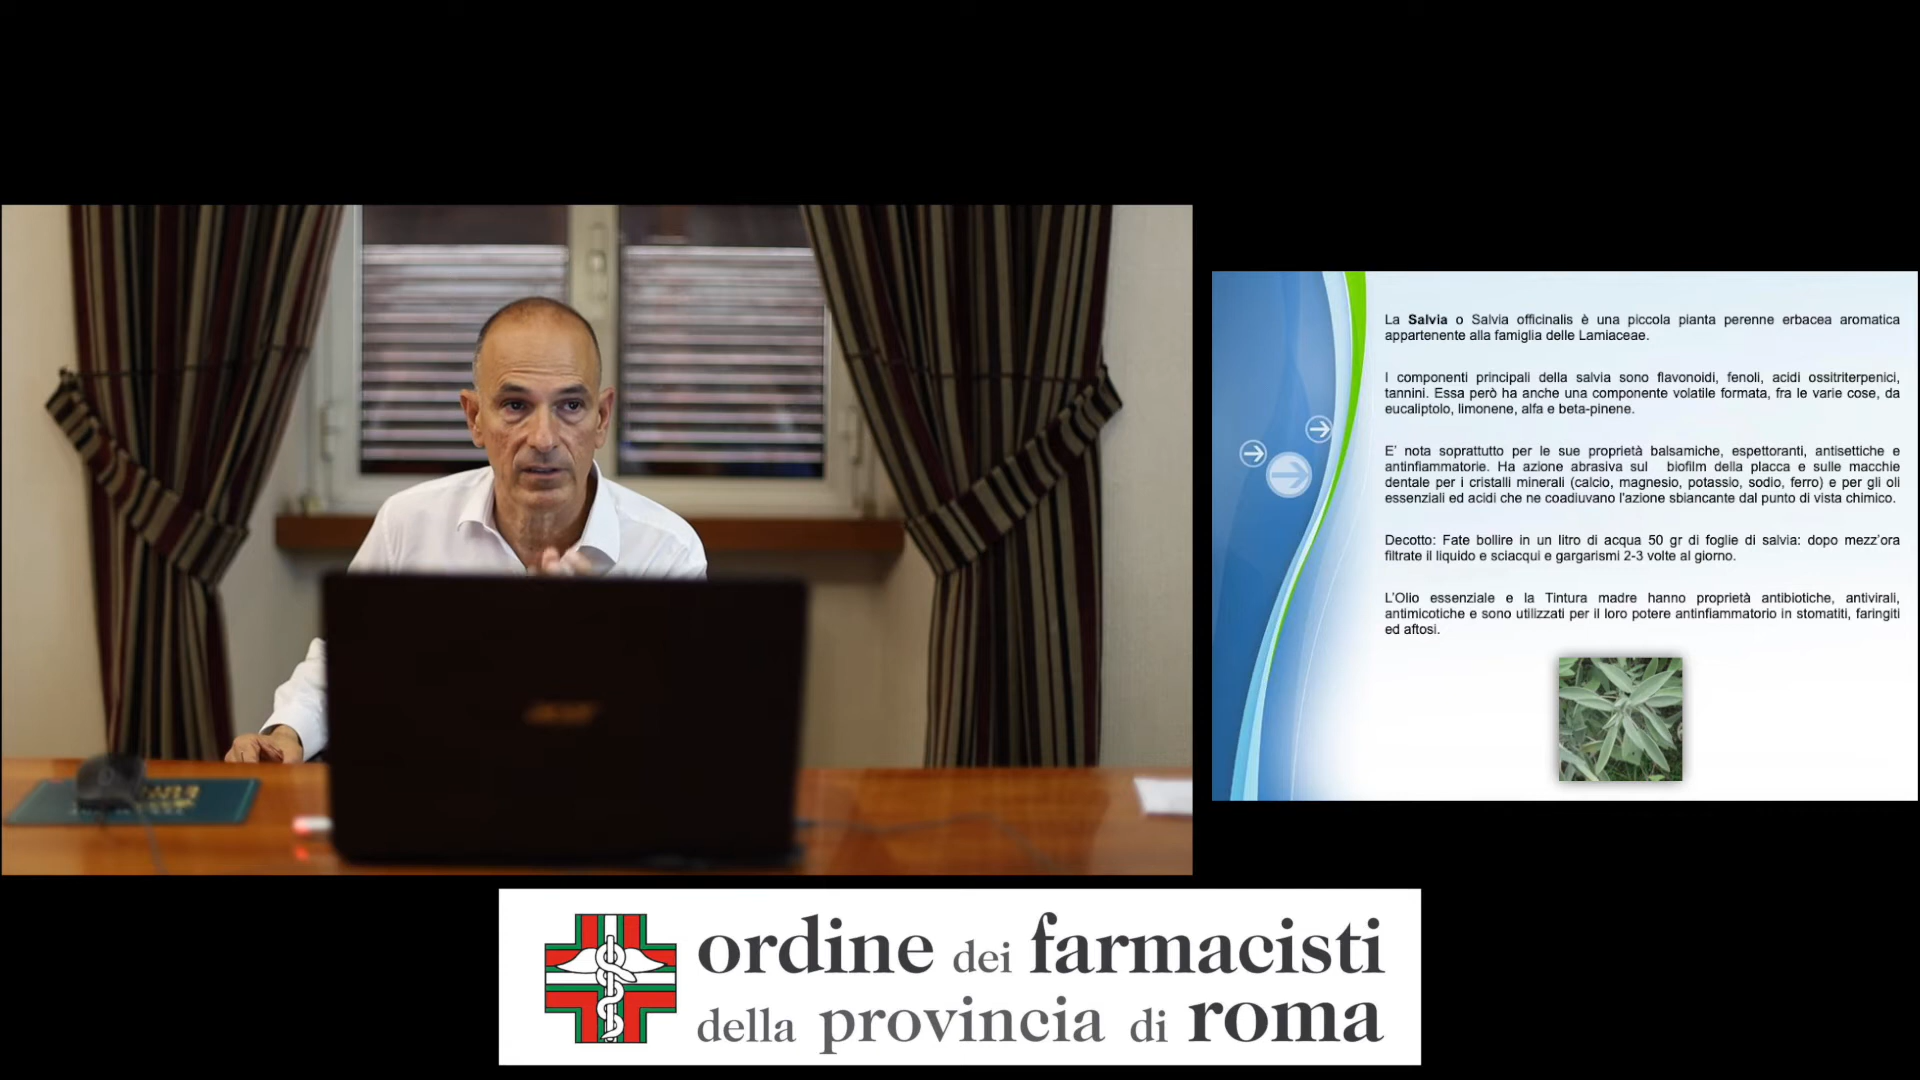 La Salvia o Salvia officinalis è una piccola pianta perenne erbacea aromatica
appartenente alla famiglia delle Lamiaceae.
I componenti principali della salvia sono flavonoidi, fenoli, acidi ossitriterpenici,
tannini. Essa però ha anche una componente volatile formata, fra le varie cose, da
eucaliptolo, limonene, alfa e beta-pinene.
E' nota soprattutto per le sue proprietà balsamiche, espettoranti, antisettiche e
antinfiammatorie. Ha azione abrasiva sul biofilm della placca e sulle macchie
dentale per i cristalli minerali (calcio, magnesio, potassio, sodio, ferro) e per gli oli
essenziali ed acidi che ne coadiuvano l'azione sbiancante dal punto di vista chimico.
Decotto: Fate bollire in un litro di acqua 50 gr di foglie di salvia: dopo mezz'ora
filtrate il liquido e sciacqui e gargarismi 2-3 volte al giorno.
L'Olio essenziale e la Tintura madre hanno proprietà antibiotiche, antivirali,
antimicotiche e sono utilizzati per il loro potere antinfiammatorio in stomatiti, faringiti
ed aftosi.
acer
ordine dei farmacisti
della provincia di roma